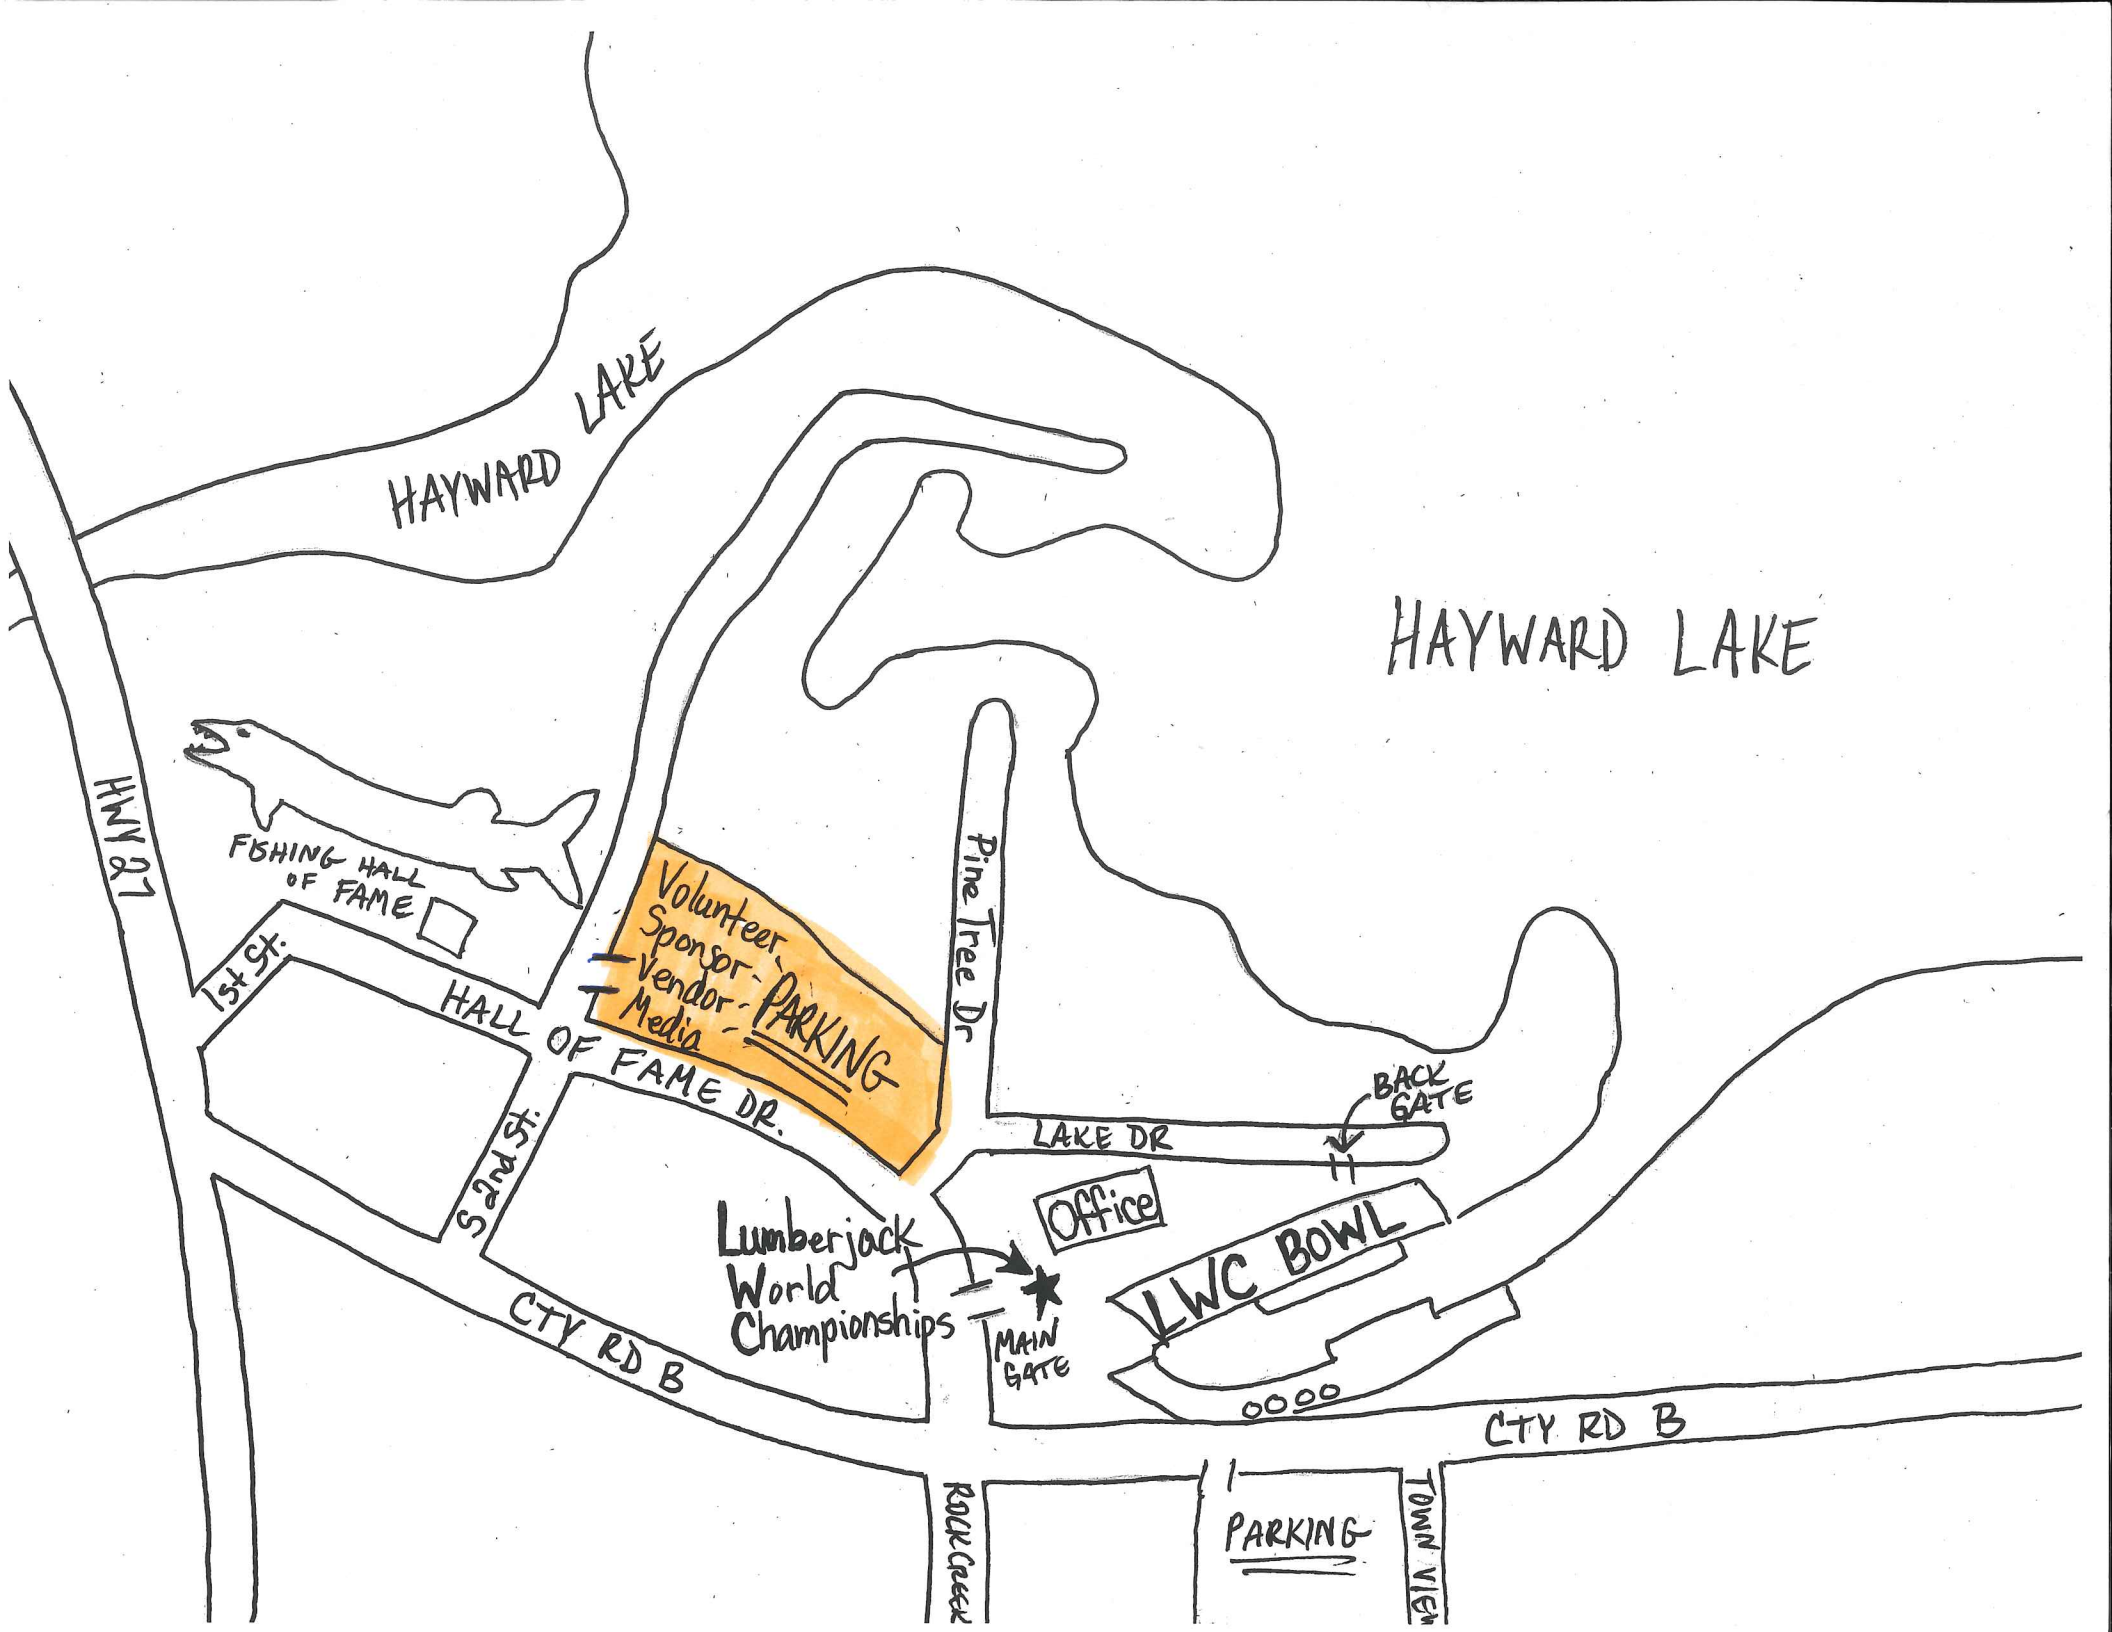 HAYWARD LAKE
HAYWARD LAKE
HWY 27
FISHING HALL
OF FAME
1st St.
HALL OF FAME DR.
S 2nd St.
Volunteer
Sponsor -
Vendor -
Media -
PARKING
Pine Tree Dr
LAKE DR
BACK
GATE
Office
LWC BOWL
Lumberjack
World
Championships
MAIN
GATE
CTY RD B
CTY RD B
ROCKCREEK
PARKING
TOWN VIEW